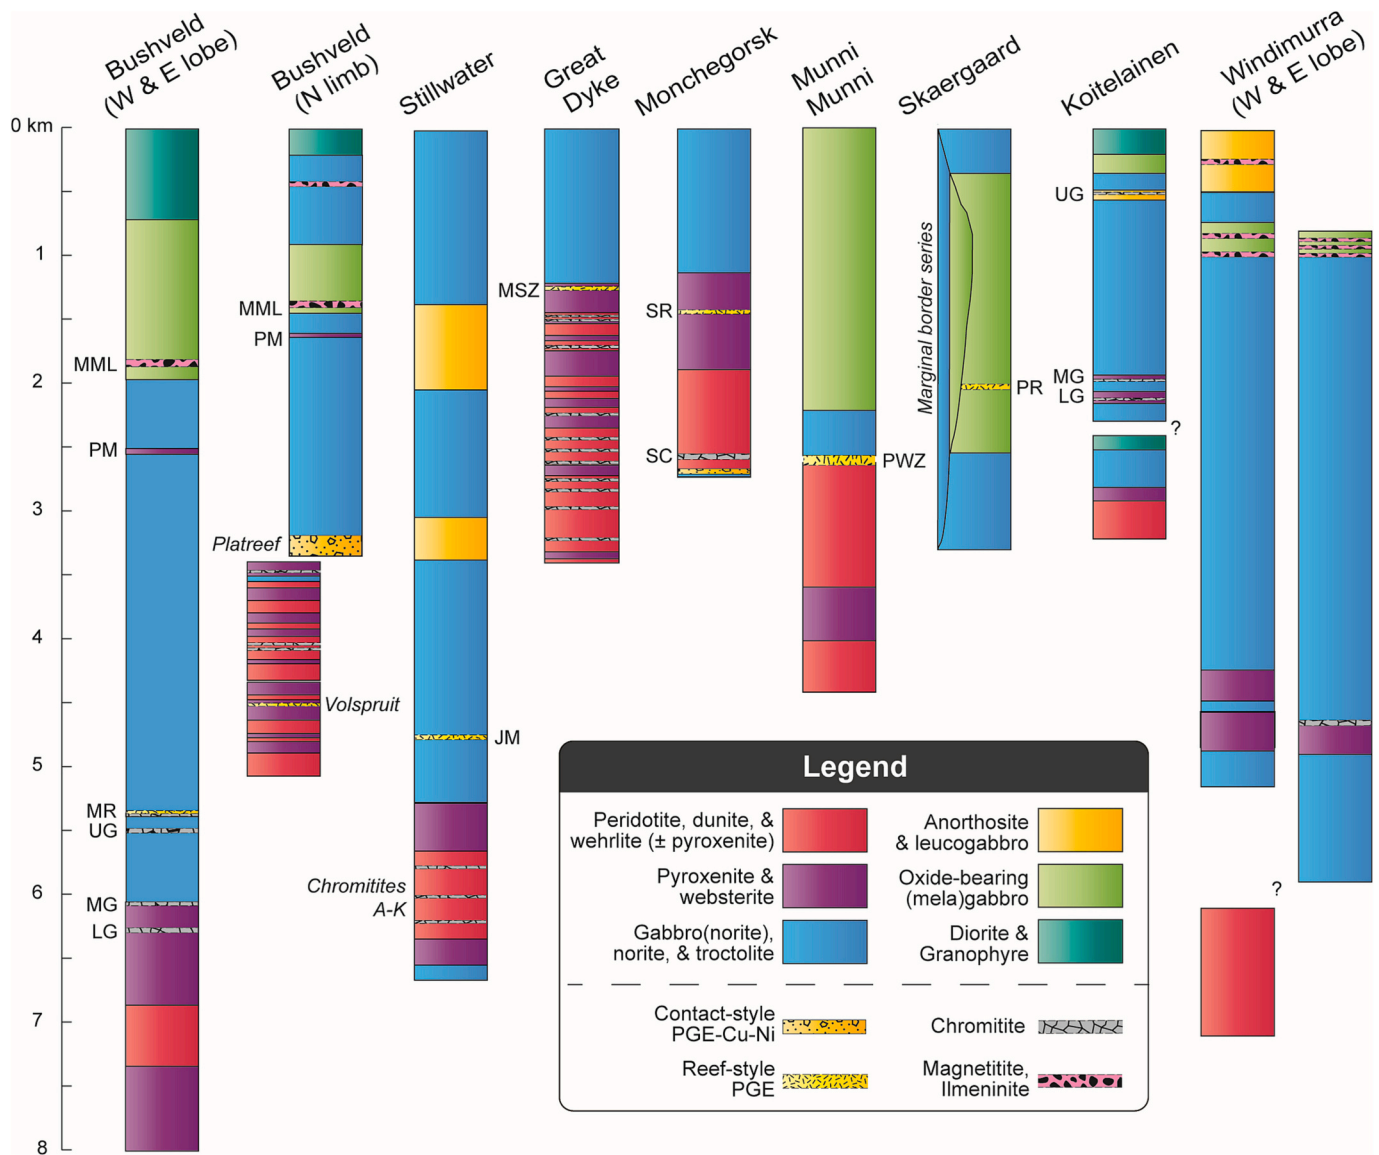 Bushveld
(W & E lobe)
Bushveld
(N limb)
Stillwater
Great
Dyke
Monchegorsk
Munni
Munni
Skaergaard
Koitelainen
Windimurra
(W & E lobe)
0 km
1
2
3
4
5
6
7
8
MML
PM
MR
UG
MG
LG
MML
PM
Platreef
Volspruit
JM
Chromitites
A-K
MSZ
SR
SC
PWZ
Marginal border series
PR
UG
MG
LG
?
?
Legend
Peridotite, dunite, &
wehrlite (± pyroxenite)
Pyroxenite &
websterite
Gabbro(norite),
norite, & troctolite
Anorthosite
& leucogabbro
Oxide-bearing
(mela)gabbro
Diorite &
Granophyre
Contact-style
PGE-Cu-Ni
Reef-style
PGE
Chromitite
Magnetitite,
Ilmeninite